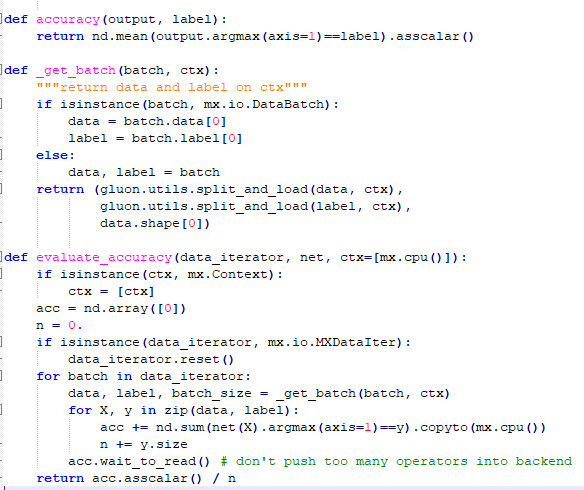 def accuracy(output, label):
    return nd.mean(output.argmax(axis=1)==label).asscalar()

def _get_batch(batch, ctx):
    """return data and label on ctx"""
    if isinstance(batch, mx.io.DataBatch):
        data = batch.data[0]
        label = batch.label[0]
    else:
        data, label = batch
    return (gluon.utils.split_and_load(data, ctx),
            gluon.utils.split_and_load(label, ctx),
            data.shape[0])

def evaluate_accuracy(data_iterator, net, ctx=[mx.cpu()]):
    if isinstance(ctx, mx.Context):
        ctx = [ctx]
    acc = nd.array([0])
    n = 0.
    if isinstance(data_iterator, mx.io.MXDataIter):
        data_iterator.reset()
    for batch in data_iterator:
        data, label, batch_size = _get_batch(batch, ctx)
        for X, y in zip(data, label):
            acc += nd.sum(net(X).argmax(axis=1)==y).copyto(mx.cpu())
            n += y.size
        acc.wait_to_read() # don't push too many operators into backend
    return acc.asscalar() / n